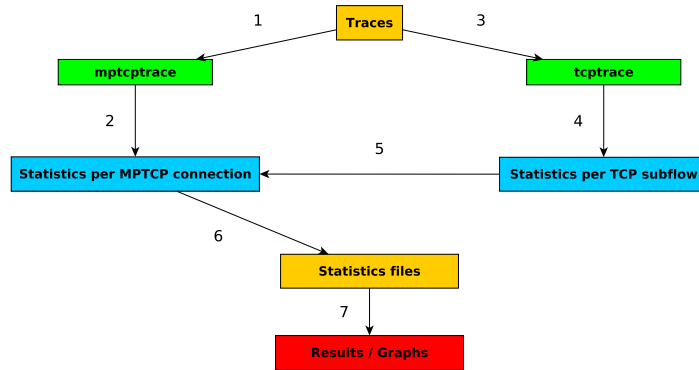 Traces
1
3
mptcptrace
tcptrace
2
4
5
Statistics per MPTCP connection
Statistics per TCP subflow
6
Statistics files
7
Results / Graphs